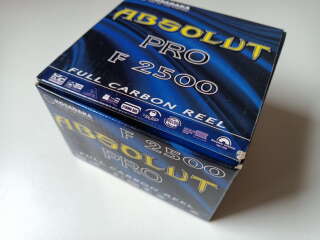 ABSOLUT
PRO
F 2500
FULL CARBON REEL
F 2500
ABSOLUT
PRO
FULL CARBON REEL